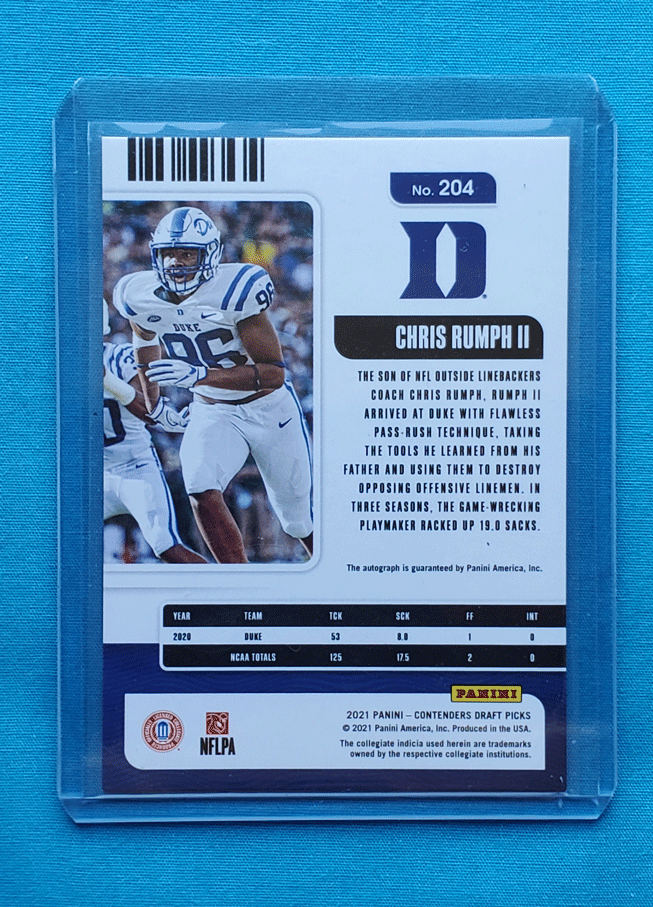 No. 204
D
CHRIS RUMPH II
THE SON OF NFL OUTSIDE LINEBACKERS
COACH CHRIS RUMPH, RUMPH II
ARRIVED AT DUKE WITH FLAWLESS
PASS-RUSH TECHNIQUE, TAKING
THE TOOLS HE LEARNED FROM HIS
FATHER AND USING THEM TO DESTROY
OPPOSING OFFENSIVE LINEMEN. IN
THREE SEASONS, THE GAME-WRECKING
PLAYMAKER RACKED UP 19.0 SACKS.
D
DUKE
96
96
The autograph is guaranteed by Panini America, Inc.
YEAR TEAM TCK SCK FF INT
2020 DUKE 53 8.0 1 0
NCAA TOTALS 125 17.5 2 0
PANINI
2021 PANINI – CONTENDERS DRAFT PICKS
© 2021 Panini America, Inc. Produced in the USA.
The collegiate indicia used herein are trademarks
owned by the respective collegiate institutions.
NFLPA